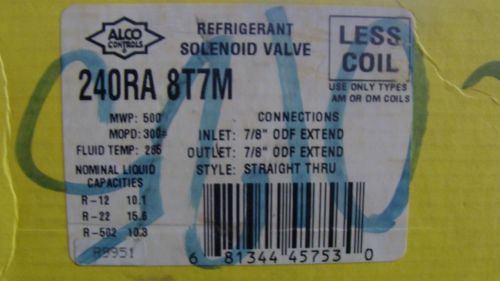 ALCO
CONTROLS
REFRIGERANT
SOLENOID VALVE
LESS
COIL
240RA 8T7M
USE ONLY TYPES
AM OR OM COILS
MWP: 500
MOPD: 300#
FLUID TEMP: 285
CONNECTIONS
INLET: 7/8" ODF EXTEND
OUTLET: 7/8" ODF EXTEND
STYLE: STRAIGHT THRU
NOMINAL LIQUID
CAPACITIES
R-12 10.1
R-22 15.6
R-502 10.3
R9951
6 81344 45753 0